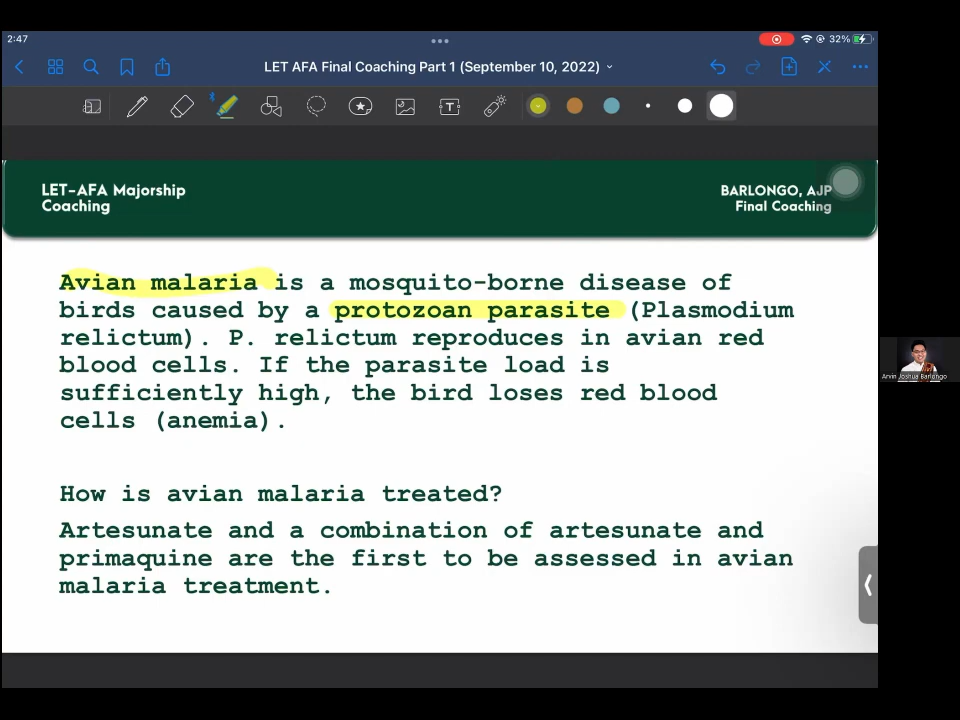 2:47
32%
LET AFA Final Coaching Part 1 (September 10, 2022)
T
LET-AFA Majorship
Coaching
BARLONGO, AJP
Final Coaching
Avian malaria is a mosquito-borne disease of
birds caused by a protozoan parasite (Plasmodium
relictum). P. relictum reproduces in avian red
blood cells. If the parasite load is
sufficiently high, the bird loses red blood
cells (anemia).
How is avian malaria treated?
Artesunate and a combination of artesunate and
primaquine are the first to be assessed in avian
malaria treatment.
Arvin Joshua Barlongo